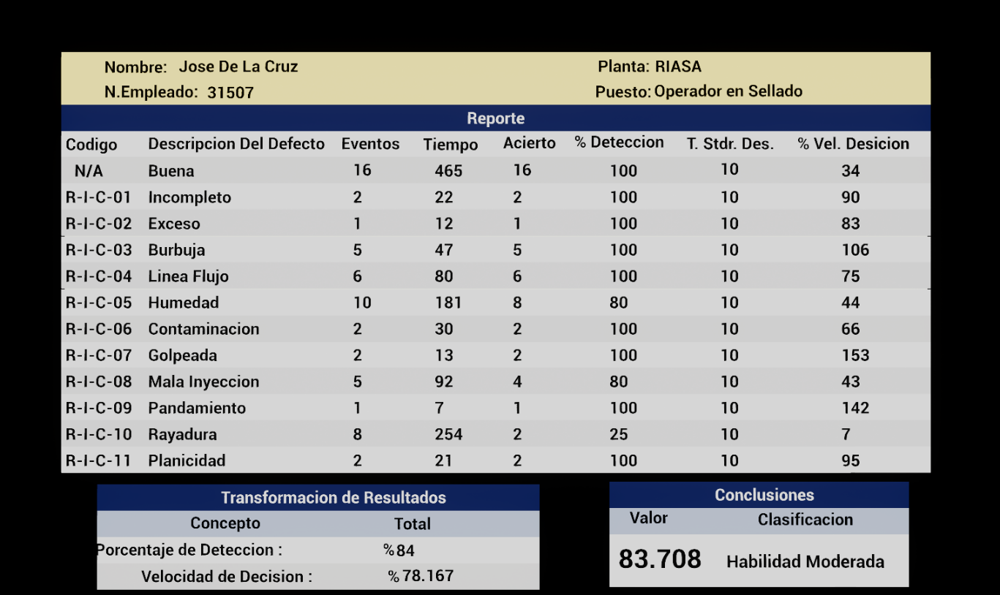 Nombre: Jose De La Cruz Planta: RIASA
N.Empleado: 31507 Puesto: Operador en Sellado
Reporte
Codigo Descripcion Del Defecto Eventos Tiempo Acierto % Deteccion T. Stdr. Des. % Vel. Desicion
N/A Buena 16 465 16 100 10 34
R-I-C-01 Incompleto 2 22 2 100 10 90
R-I-C-02 Exceso 1 12 1 100 10 83
R-I-C-03 Burbuja 5 47 5 100 10 106
R-I-C-04 Linea Flujo 6 80 6 100 10 75
R-I-C-05 Humedad 10 181 8 80 10 44
R-I-C-06 Contaminacion 2 30 2 100 10 66
R-I-C-07 Golpeada 2 13 2 100 10 153
R-I-C-08 Mala Inyeccion 5 92 4 80 10 43
R-I-C-09 Pandamiento 1 7 1 100 10 142
R-I-C-10 Rayadura 8 254 2 25 10 7
R-I-C-11 Planicidad 2 21 2 100 10 95
Transformacion de Resultados
Concepto Total
Porcentaje de Deteccion : %84
Velocidad de Decision : % 78.167
Conclusiones
Valor Clasificacion
83.708 Habilidad Moderada